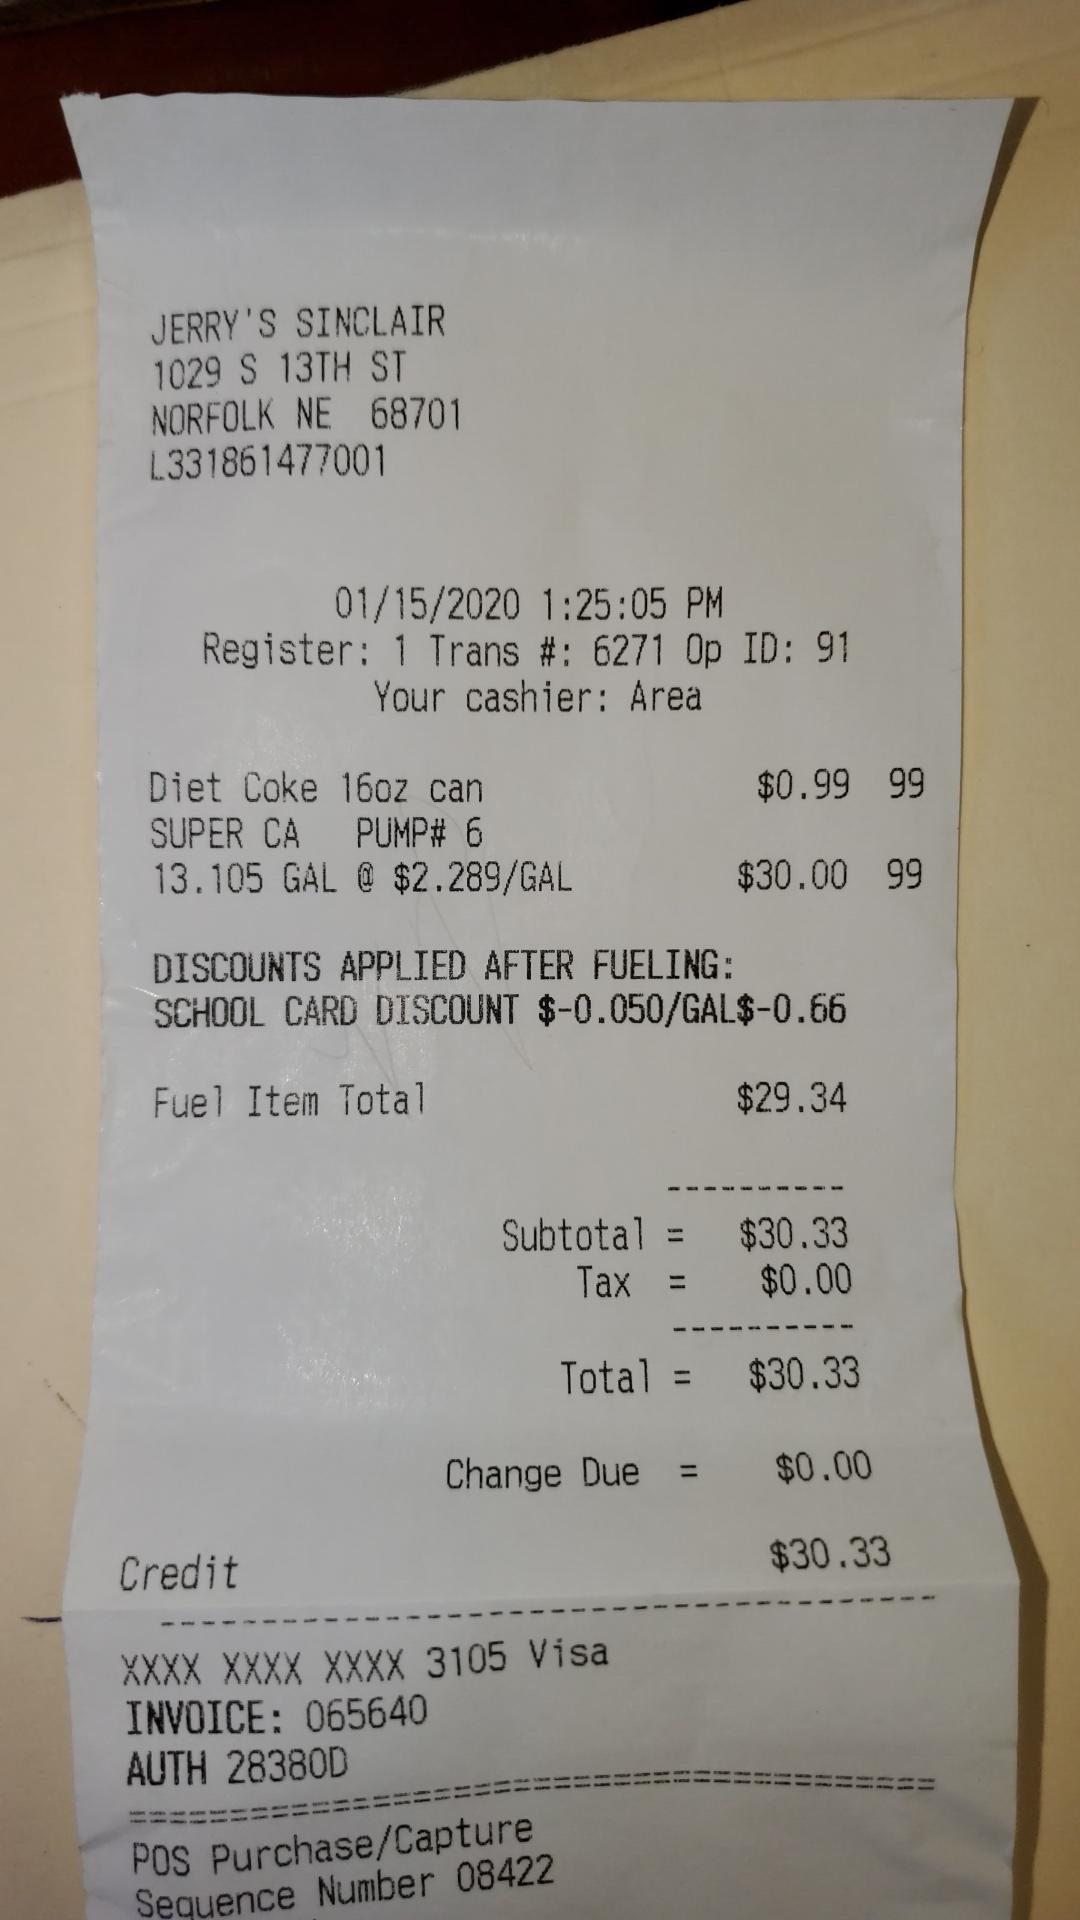 JERRY'S SINCLAIR
1029 S 13TH ST
NORFOLK NE 68701
L331861477001
01/15/2020 1:25:05 PM
Register: 1 Trans #: 6271 Op ID: 91
Your cashier: Area
Diet Coke 16oz can $0.99 99
SUPER CA PUMP# 6
13.105 GAL @ $2.289/GAL $30.00 99
DISCOUNTS APPLIED AFTER FUELING:
SCHOOL CARD DISCOUNT $-0.050/GAL$-0.66
Fuel Item Total $29.34
----------
Subtotal = $30.33
Tax = $0.00
----------
Total = $30.33
Change Due = $0.00
Credit $30.33
XXXX XXXX XXXX 3105 Visa
INVOICE: 065640
AUTH 28380D
POS Purchase/Capture
Sequence Number 08422